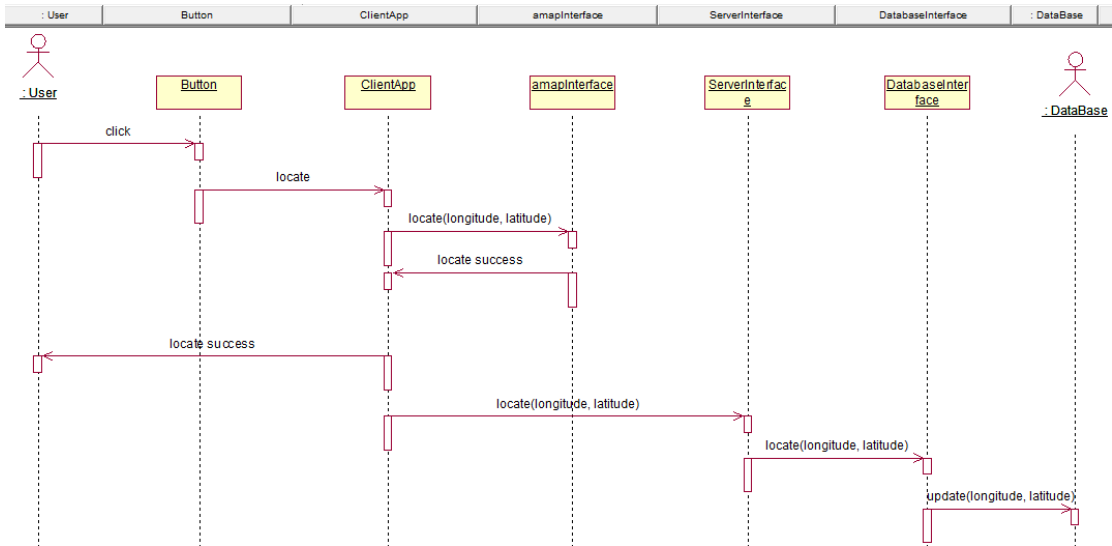 : User
Button
ClientApp
amapInterface
ServerInterface
DatabaseInterface
: DataBase
: User
Button
ClientApp
amapInterface
ServerInterfac
e
DatabaseInter
face
: DataBase
click
locate
locate(longitude, latitude)
locate success
locate success
locate(longitude, latitude)
locate(longitude, latitude)
update(longitude, latitude)